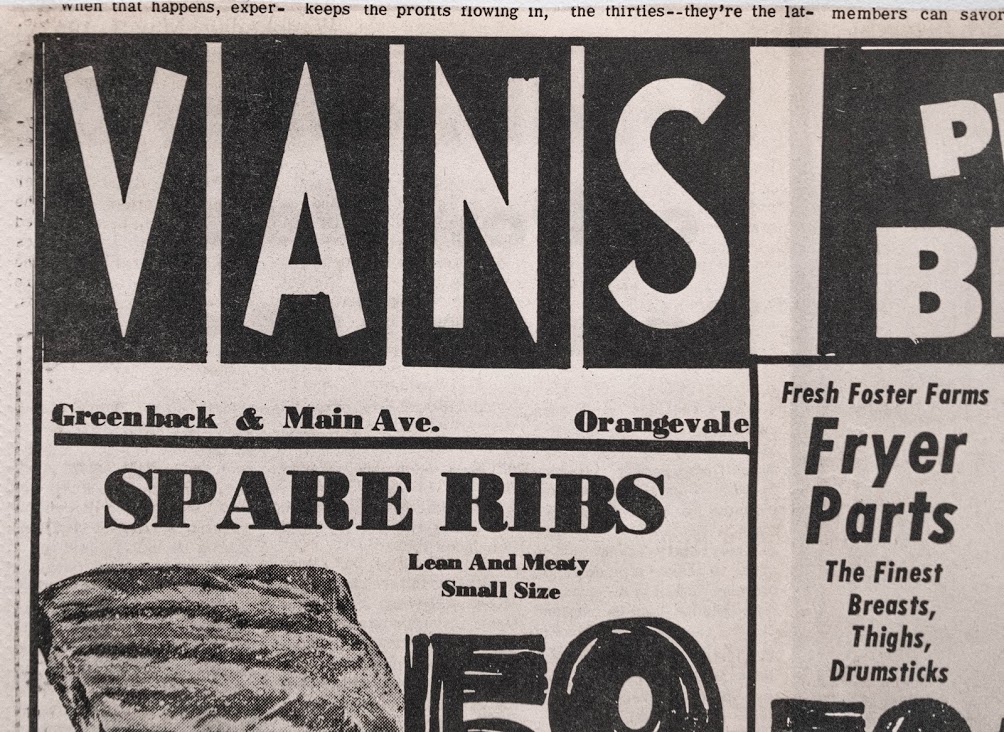 when that happens, exper-
keeps the profits flowing in,
the thirties--they're the lat-
members can savor
VANS
P
B
Greenback & Main Ave.
Orangevale
SPARE RIBS
Lean And Meaty
Small Size
59
Fresh Foster Farms
Fryer
Parts
The Finest
Breasts,
Thighs,
Drumsticks